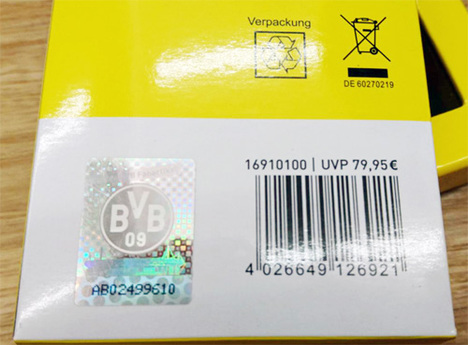 Verpackung
DE 60270219
16910100 | UVP 79,95€
BVB
09
AB02499610
4 026649 126921